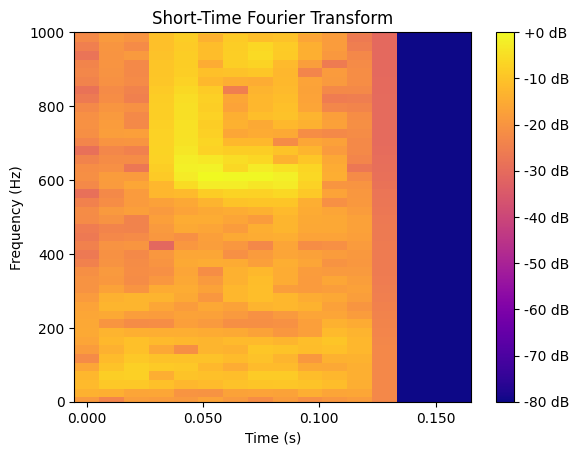 Short-Time Fourier Transform
1000
800
600
400
200
0
Frequency (Hz)
0.000
0.050
0.100
0.150
Time (s)
+0 dB
-10 dB
-20 dB
-30 dB
-40 dB
-50 dB
-60 dB
-70 dB
-80 dB